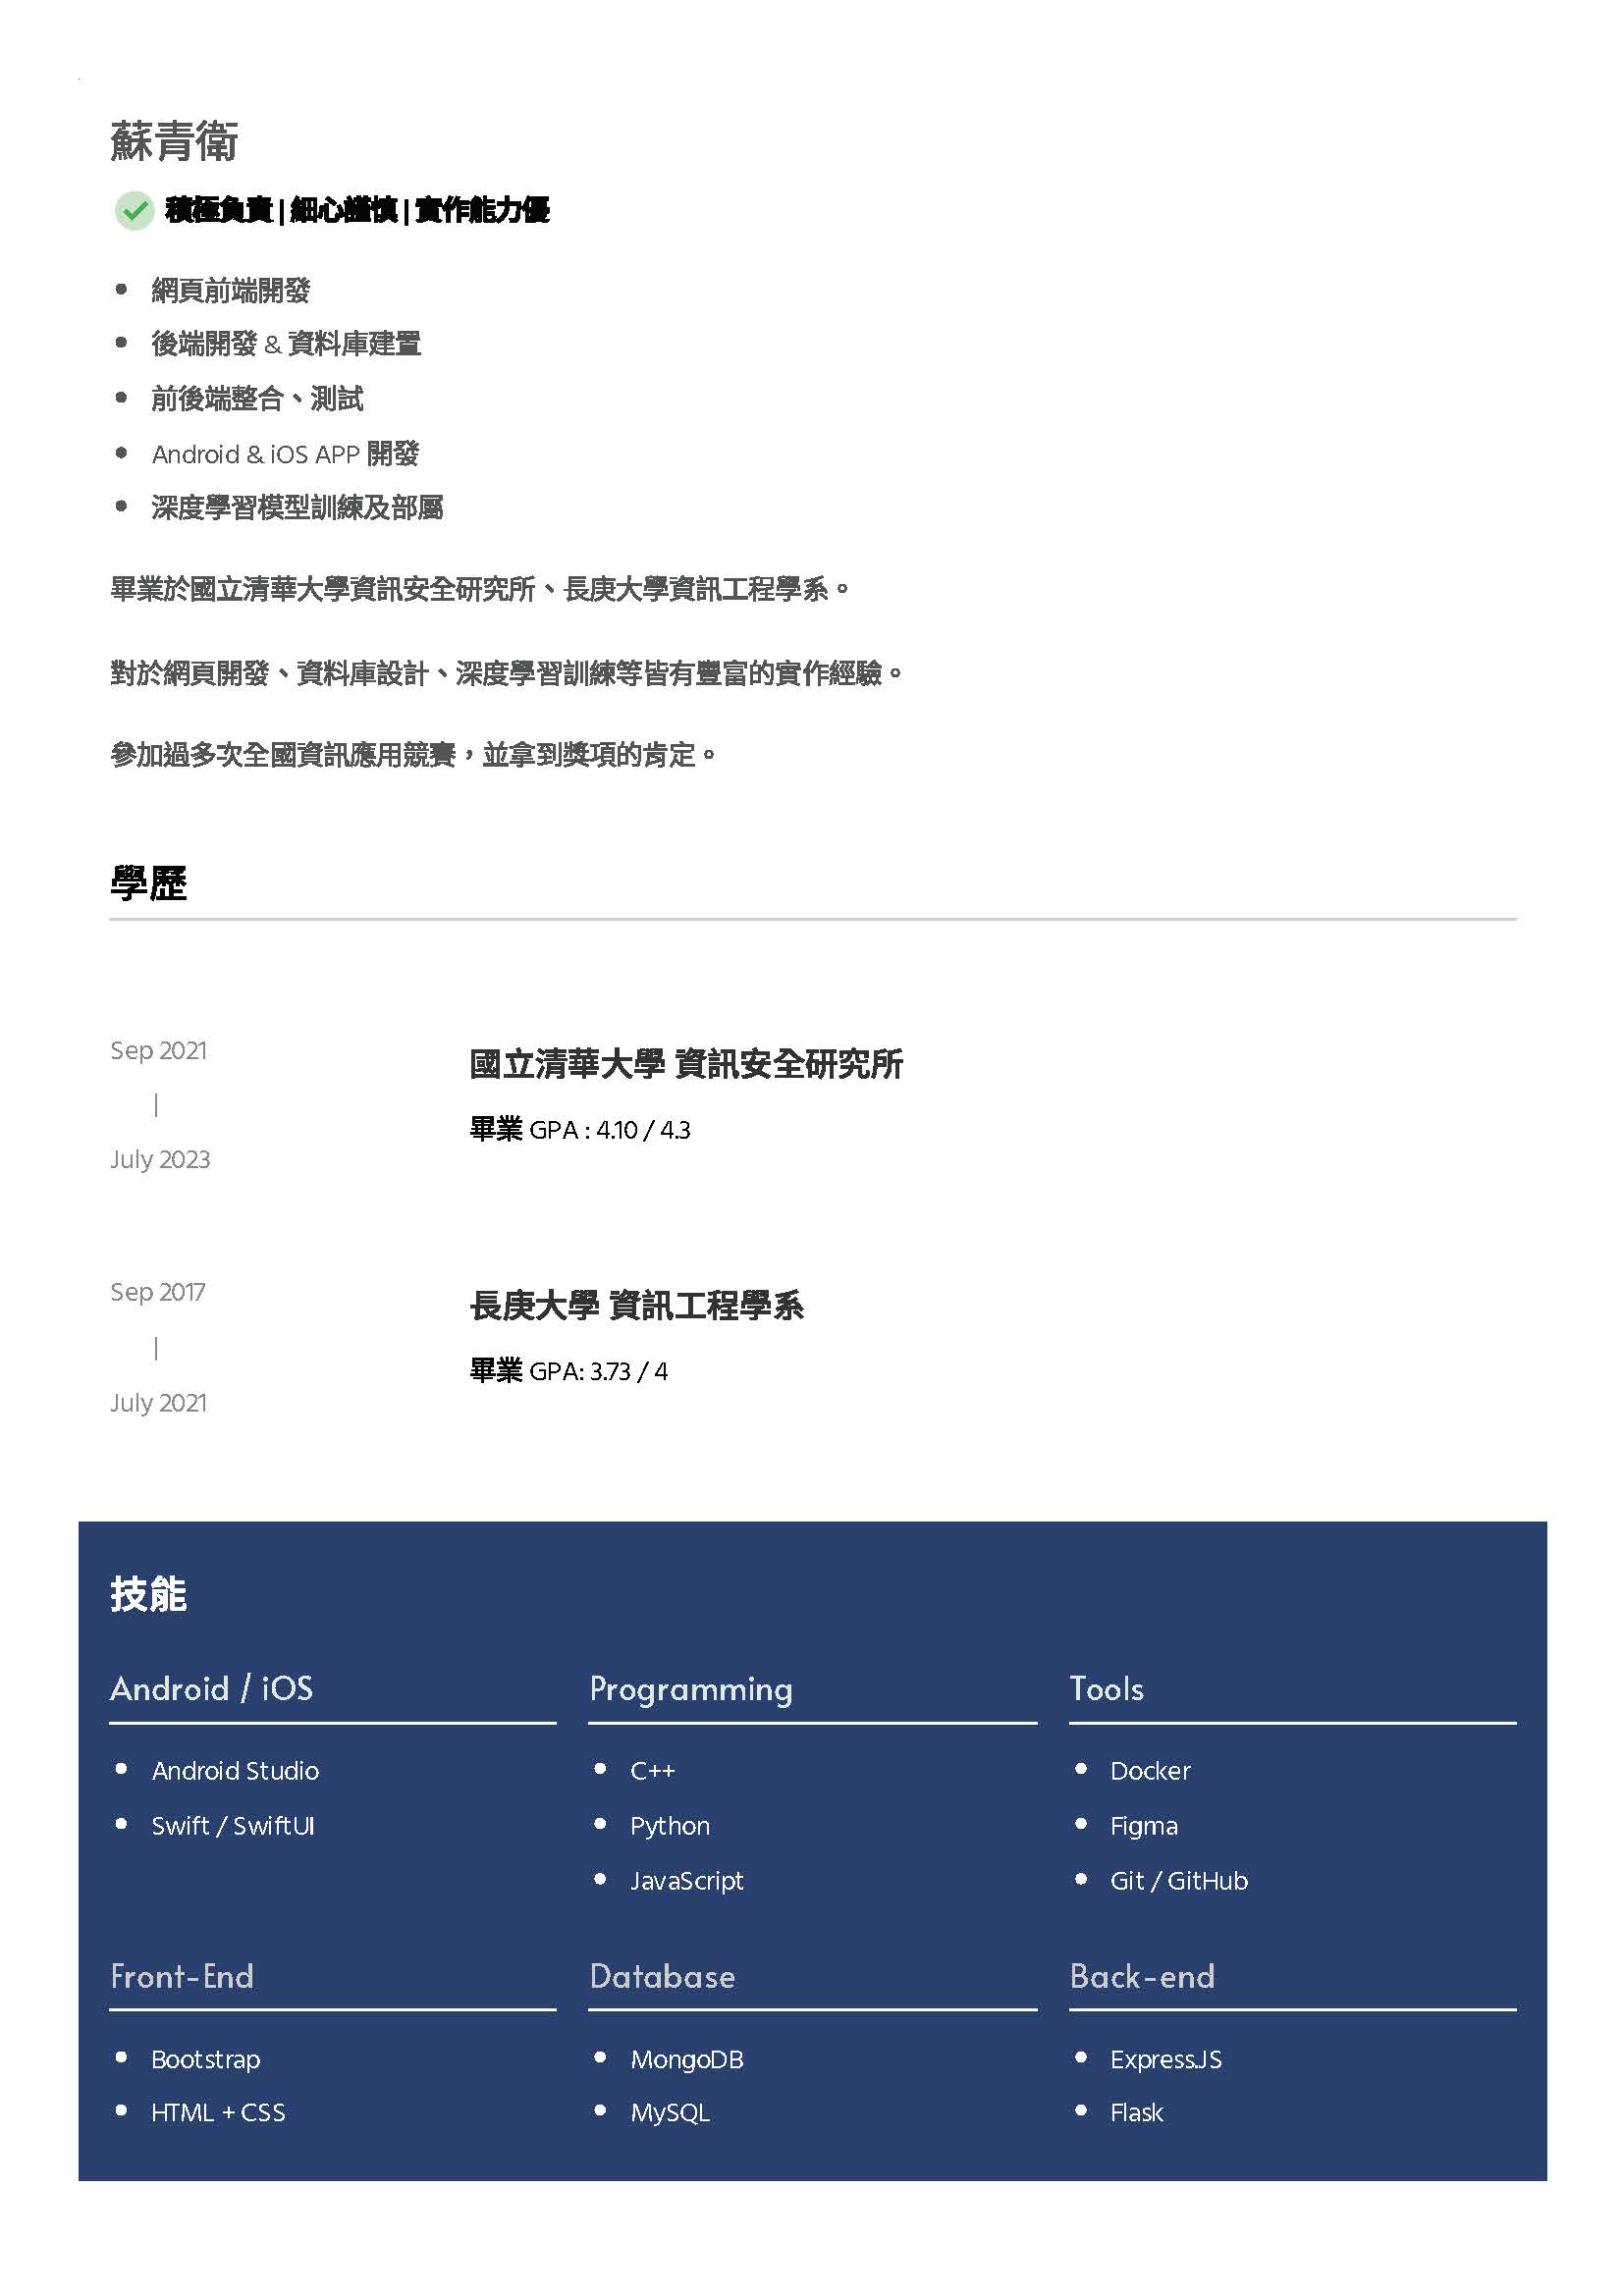 蘇青衛
積極負責 | 細心謹慎 | 實作能力優
網頁前端開發
後端開發 & 資料庫建置
前後端整合、測試
Android & iOS APP 開發
深度學習模型訓練及部屬
畢業於國立清華大學資訊安全研究所、長庚大學資訊工程學系。
對於網頁開發、資料庫設計、深度學習訓練等皆有豐富的實作經驗。
參加過多次全國資訊應用競賽，並拿到獎項的肯定。
學歷
Sep 2021
|
July 2023
國立清華大學 資訊安全研究所
畢業 GPA : 4.10 / 4.3
Sep 2017
|
July 2021
長庚大學 資訊工程學系
畢業 GPA: 3.73 / 4
技能
Android / iOS
Android Studio
Swift / SwiftUI
Programming
C++
Python
JavaScript
Tools
Docker
Figma
Git / GitHub
Front-End
Bootstrap
HTML + CSS
Database
MongoDB
MySQL
Back-end
Express.JS
Flask